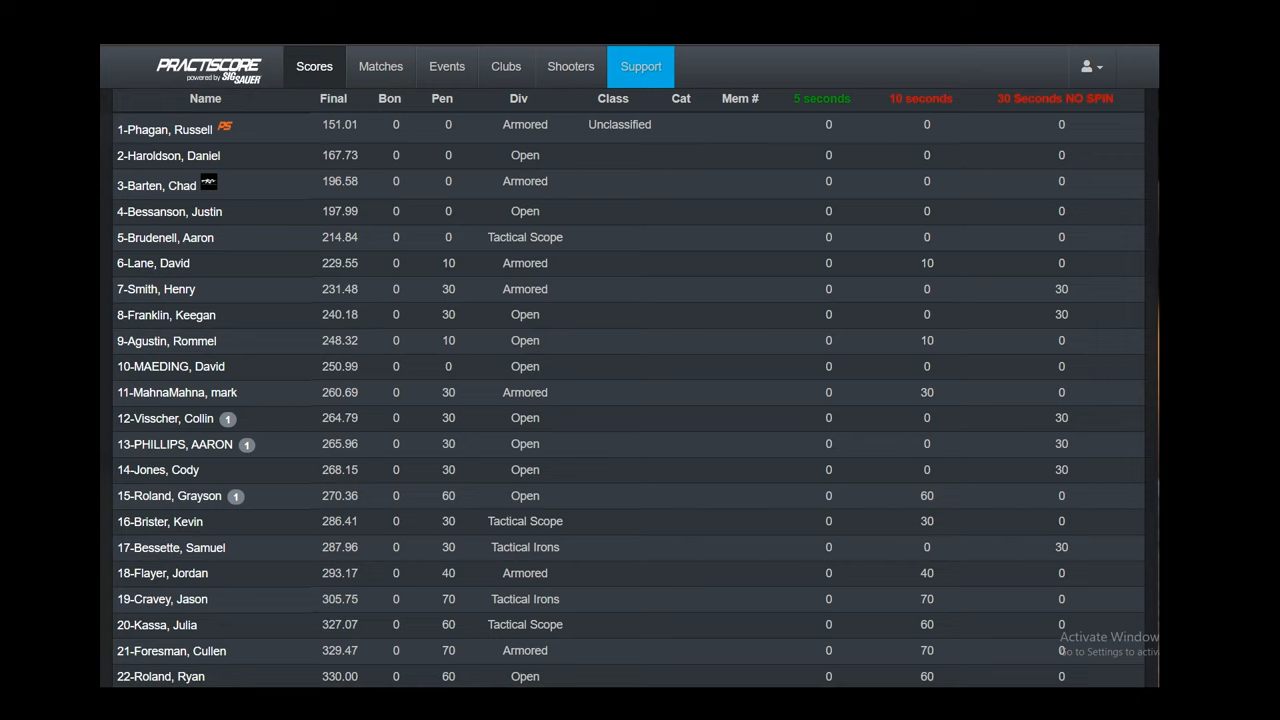 PRACTISCORE
powered by SIG SAUER
Scores Matches Events Clubs Shooters Support
Name Final Bon Pen Div Class Cat Mem # 5 seconds 10 seconds 30 Seconds NO SPIN
1-Phagan, Russell PS 151.01 0 0 Armored Unclassified 0 0 0
2-Haroldson, Daniel 167.73 0 0 Open 0 0 0
3-Barten, Chad 196.58 0 0 Armored 0 0 0
4-Bessanson, Justin 197.99 0 0 Open 0 0 0
5-Brudenell, Aaron 214.84 0 0 Tactical Scope 0 0 0
6-Lane, David 229.55 0 10 Armored 0 10 0
7-Smith, Henry 231.48 0 30 Armored 0 0 30
8-Franklin, Keegan 240.18 0 30 Open 0 0 30
9-Agustin, Rommel 248.32 0 10 Open 0 10 0
10-MAEDING, David 250.99 0 0 Open 0 0 0
11-MahnaMahna, mark 260.69 0 30 Armored 0 30 0
12-Visscher, Collin 1 264.79 0 30 Open 0 0 30
13-PHILLIPS, AARON 1 265.96 0 30 Open 0 0 30
14-Jones, Cody 268.15 0 30 Open 0 0 30
15-Roland, Grayson 1 270.36 0 60 Open 0 60 0
16-Brister, Kevin 286.41 0 30 Tactical Scope 0 30 0
17-Bessette, Samuel 287.96 0 30 Tactical Irons 0 0 30
18-Flayer, Jordan 293.17 0 40 Armored 0 40 0
19-Cravey, Jason 305.75 0 70 Tactical Irons 0 70 0
20-Kassa, Julia 327.07 0 60 Tactical Scope 0 60 0
Activate Window
21-Foresman, Cullen 329.47 0 70 Armored 0 70 0
Go to Settings to activ
22-Roland, Ryan 330.00 0 60 Open 0 60 0